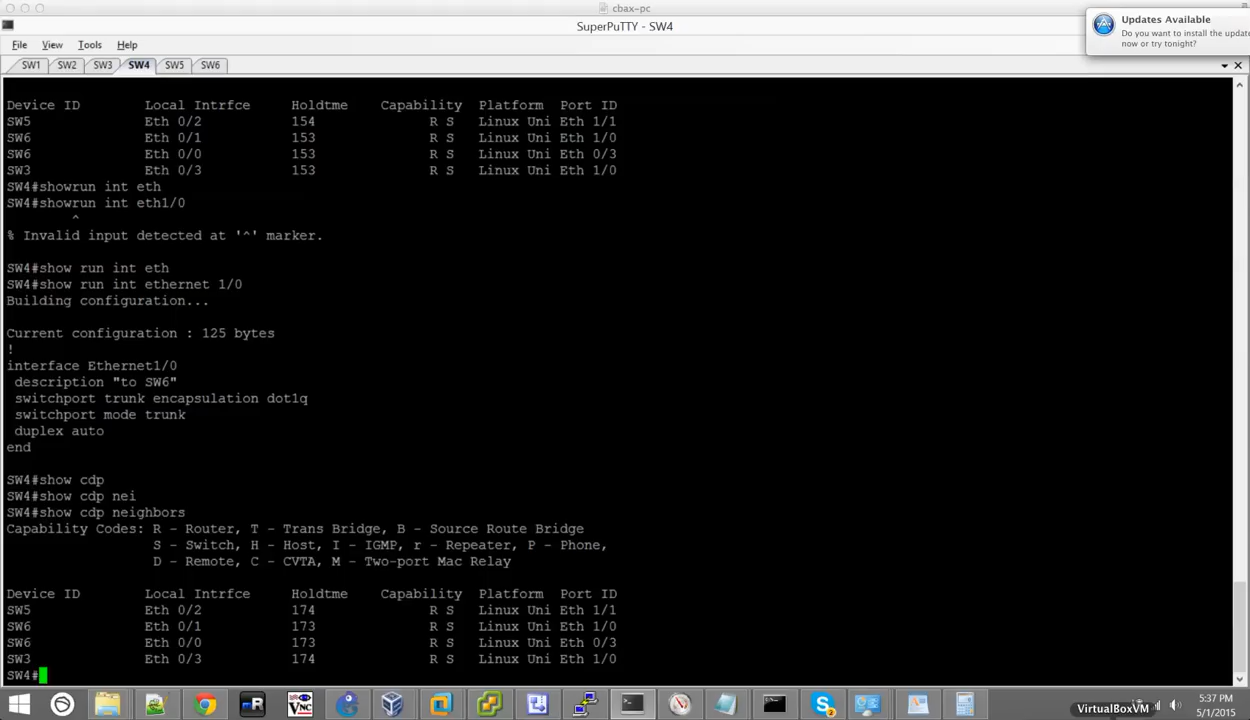 cbax-pc
SuperPuTTY - SW4
Updates Available
Do you want to install the update
now or try tonight?
File View Tools Help
SW1 SW2 SW3 SW4 SW5 SW6
Device ID Local Intrfce Holdtme Capability Platform Port ID
SW5 Eth 0/2 154 R S Linux Uni Eth 1/1
SW6 Eth 0/1 153 R S Linux Uni Eth 1/0
SW6 Eth 0/0 153 R S Linux Uni Eth 0/3
SW3 Eth 0/3 153 R S Linux Uni Eth 1/0
SW4#showrun int eth
SW4#showrun int eth1/0
^
% Invalid input detected at '^' marker.
SW4#show run int eth
SW4#show run int ethernet 1/0
Building configuration...
Current configuration : 125 bytes
!
interface Ethernet1/0
description "to SW6"
switchport trunk encapsulation dot1q
switchport mode trunk
duplex auto
end
SW4#show cdp
SW4#show cdp nei
SW4#show cdp neighbors
Capability Codes: R - Router, T - Trans Bridge, B - Source Route Bridge
S - Switch, H - Host, I - IGMP, r - Repeater, P - Phone,
D - Remote, C - CVTA, M - Two-port Mac Relay
Device ID Local Intrfce Holdtme Capability Platform Port ID
SW5 Eth 0/2 174 R S Linux Uni Eth 1/1
SW6 Eth 0/1 173 R S Linux Uni Eth 1/0
SW6 Eth 0/0 173 R S Linux Uni Eth 0/3
SW3 Eth 0/3 174 R S Linux Uni Eth 1/0
SW4#
5:37 PM
VirtualBoxVM
5/1/2015